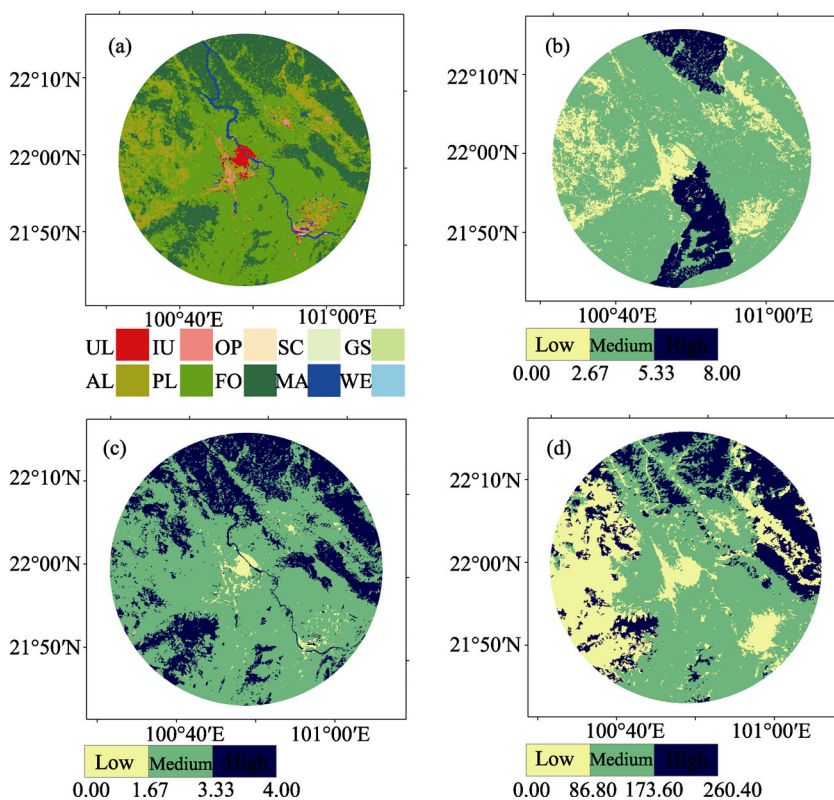 (a)
22°10′N
22°00′N
21°50′N
100°40′E 101°00′E
UL IU OP SC GS
AL PL FO MA WE
(b)
22°10′N
22°00′N
21°50′N
100°40′E 101°00′E
Low Medium High
0.00 2.67 5.33 8.00
(c)
22°10′N
22°00′N
21°50′N
100°40′E 101°00′E
Low Medium High
0.00 1.67 3.33 4.00
(d)
22°10′N
22°00′N
21°50′N
100°40′E 101°00′E
Low Medium High
0.00 86.80 173.60 260.40